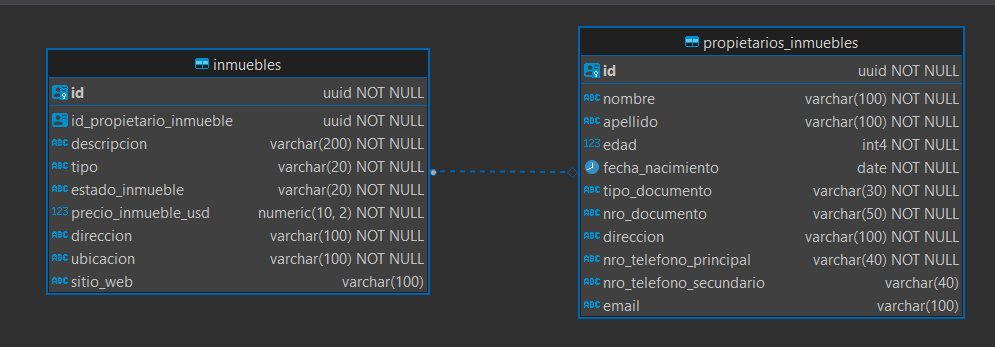 inmuebles
id uuid NOT NULL
id_propietario_inmueble uuid NOT NULL
descripcion varchar(200) NOT NULL
tipo varchar(20) NOT NULL
estado_inmueble varchar(20) NOT NULL
precio_inmueble_usd numeric(10, 2) NOT NULL
direccion varchar(100) NOT NULL
ubicacion varchar(100) NOT NULL
sitio_web varchar(100)
propietarios_inmuebles
id uuid NOT NULL
nombre varchar(100) NOT NULL
apellido varchar(100) NOT NULL
edad int4 NOT NULL
fecha_nacimiento date NOT NULL
tipo_documento varchar(30) NOT NULL
nro_documento varchar(50) NOT NULL
direccion varchar(100) NOT NULL
nro_telefono_principal varchar(40) NOT NULL
nro_telefono_secundario varchar(40)
email varchar(100)